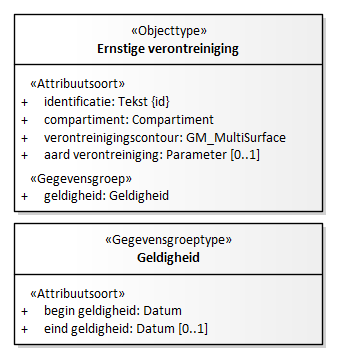 «Objecttype»
Ernstige verontreiniging
«Attribuutsoort»
+ identificatie: Tekst {id}
+ compartiment: Compartiment
+ verontreinigingscontour: GM_MultiSurface
+ aard verontreiniging: Parameter [0..1]
«Gegevensgroep»
+ geldigheid: Geldigheid
«Gegevensgroeptype»
Geldigheid
«Attribuutsoort»
+ begin geldigheid: Datum
+ eind geldigheid: Datum [0..1]